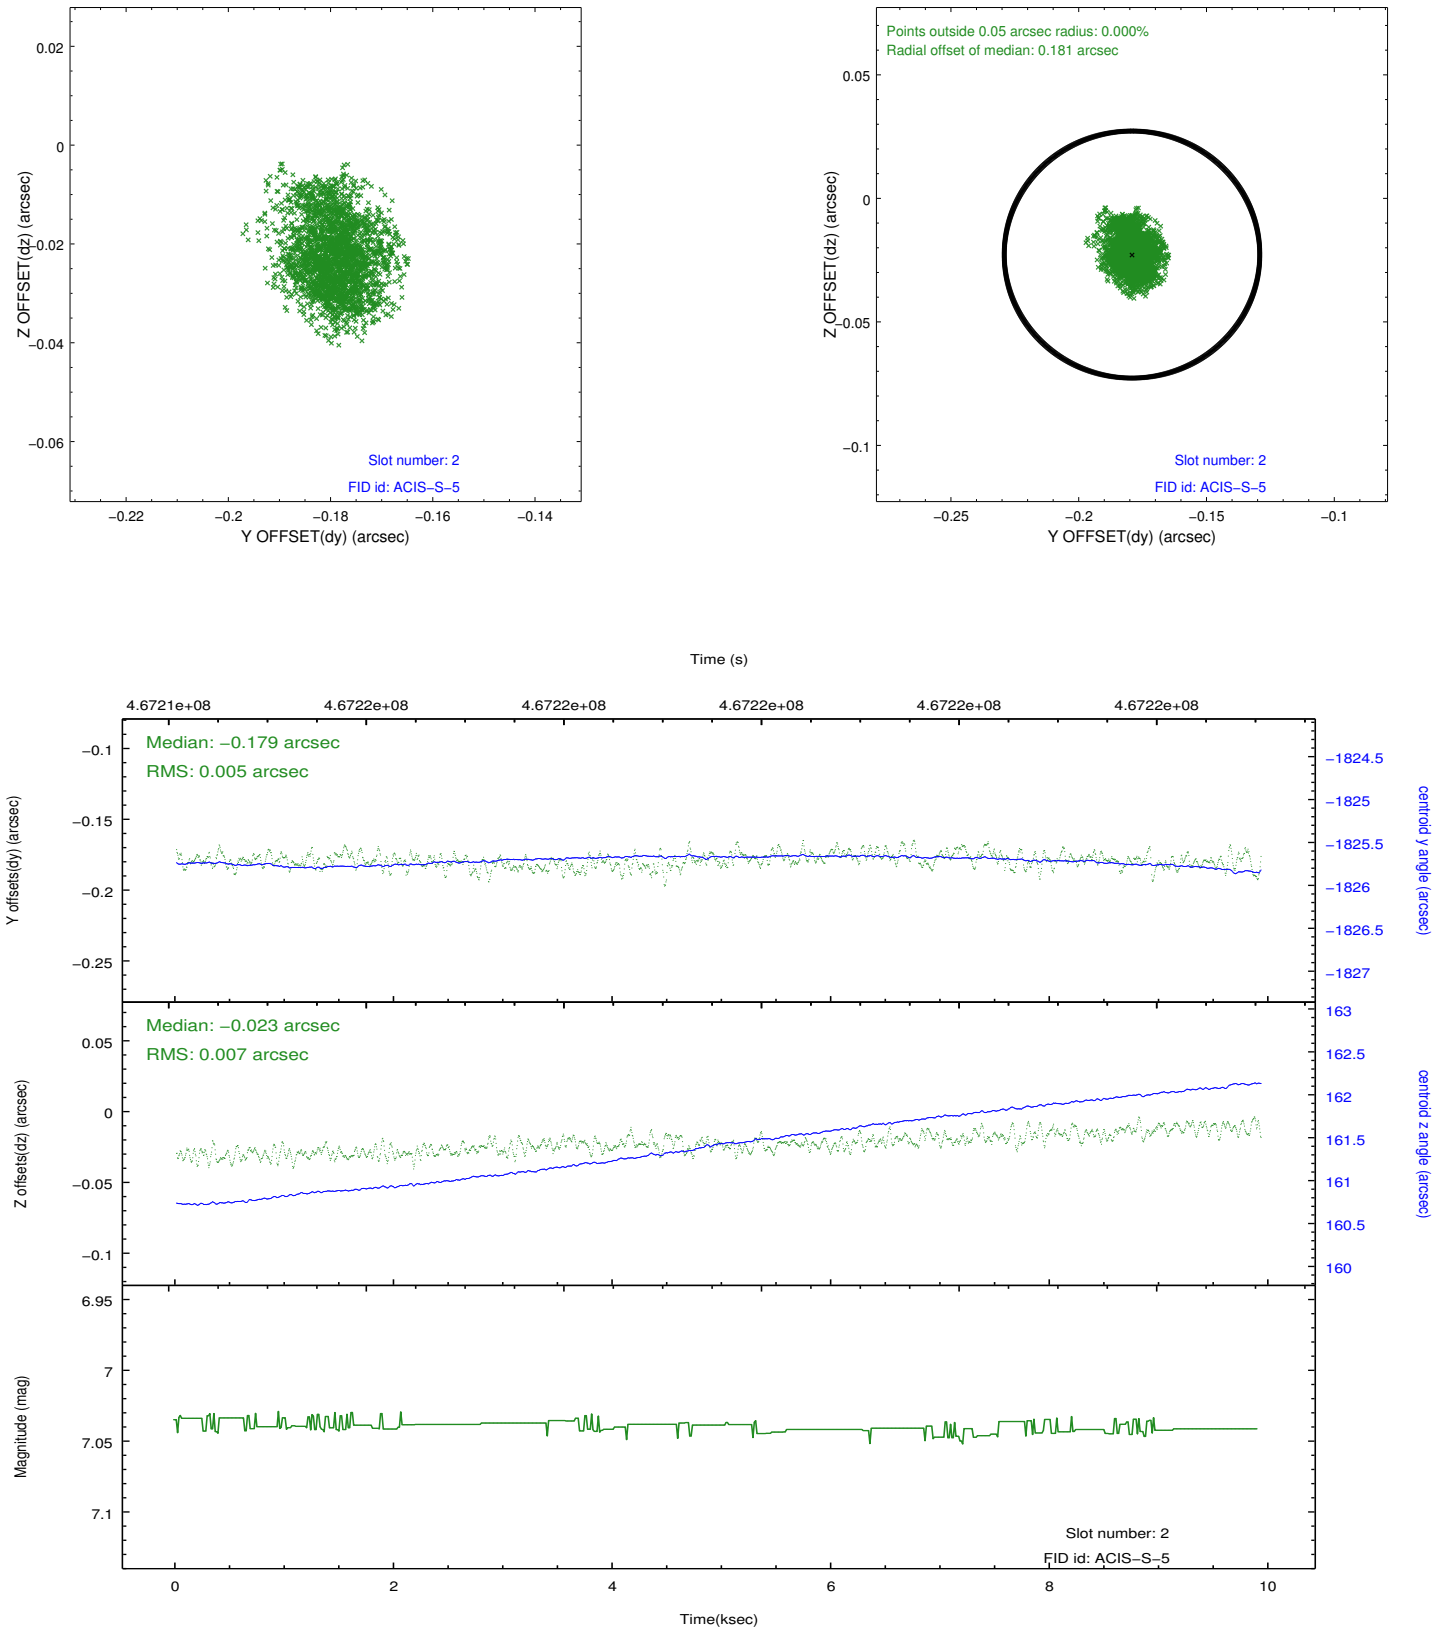 0.02
0
−0.02
−0.04
−0.06
Z OFFSET(dz) (arcsec)
Slot number: 2
FID id: ACIS−S−5
−0.22
−0.2
−0.18
−0.16
−0.14
Y OFFSET(dy) (arcsec)
Points outside 0.05 arcsec radius: 0.000%
Radial offset of median: 0.181 arcsec
0.05
0
−0.05
−0.1
Z OFFSET(dz) (arcsec)
Slot number: 2
FID id: ACIS−S−5
−0.25
−0.2
−0.15
−0.1
Y OFFSET(dy) (arcsec)
Time (s)
4.6721e+08
4.6722e+08
4.6722e+08
4.6722e+08
4.6722e+08
4.6722e+08
Median: −0.179 arcsec
RMS: 0.005 arcsec
−0.1
−0.15
−0.2
−0.25
Y offsets(dy) (arcsec)
−1824.5
−1825
−1825.5
−1826
−1826.5
−1827
centroid y angle (arcsec)
Median: −0.023 arcsec
RMS: 0.007 arcsec
0.05
0
−0.05
−0.1
Z offsets(dz) (arcsec)
163
162.5
162
161.5
161
160.5
160
centroid z angle (arcsec)
6.95
7
7.05
7.1
Magnitude (mag)
Slot number: 2
FID id: ACIS−S−5
0
2
4
6
8
10
Time(ksec)